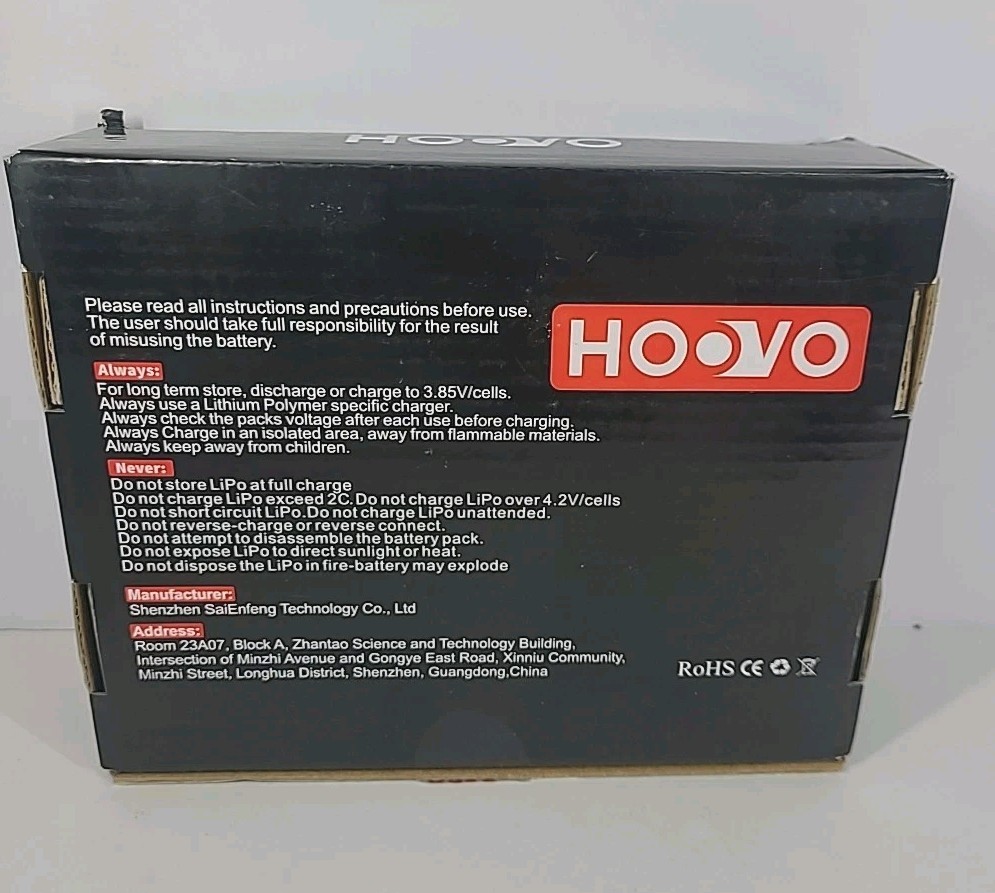 HOOVO
Please read all instructions and precautions before use.
The user should take full responsibility for the result
of misusing the battery.
HOOVO
Always:
For long term store, discharge or charge to 3.85V/cells.
Always use a Lithium Polymer specific charger.
Always check the packs voltage after each use before charging.
Always Charge in an isolated area, away from flammable materials.
Always keep away from children.
Never:
Do not store LiPo at full charge
Do not charge LiPo exceed 2C. Do not charge LiPo over 4.2V/cells
Do not short circuit LiPo. Do not charge LiPo unattended.
Do not reverse-charge or reverse connect.
Do not attempt to disassemble the battery pack.
Do not expose LiPo to direct sunlight or heat.
Do not dispose the LiPo in fire-battery may explode
Manufacturer:
Shenzhen SaiEnfeng Technology Co., Ltd
Address:
Room 23A07, Block A, Zhantao Science and Technology Building,
Intersection of Minzhi Avenue and Gongye East Road, Xinniu Community,
Minzhi Street, Longhua District, Shenzhen, Guangdong,China
RoHS CE